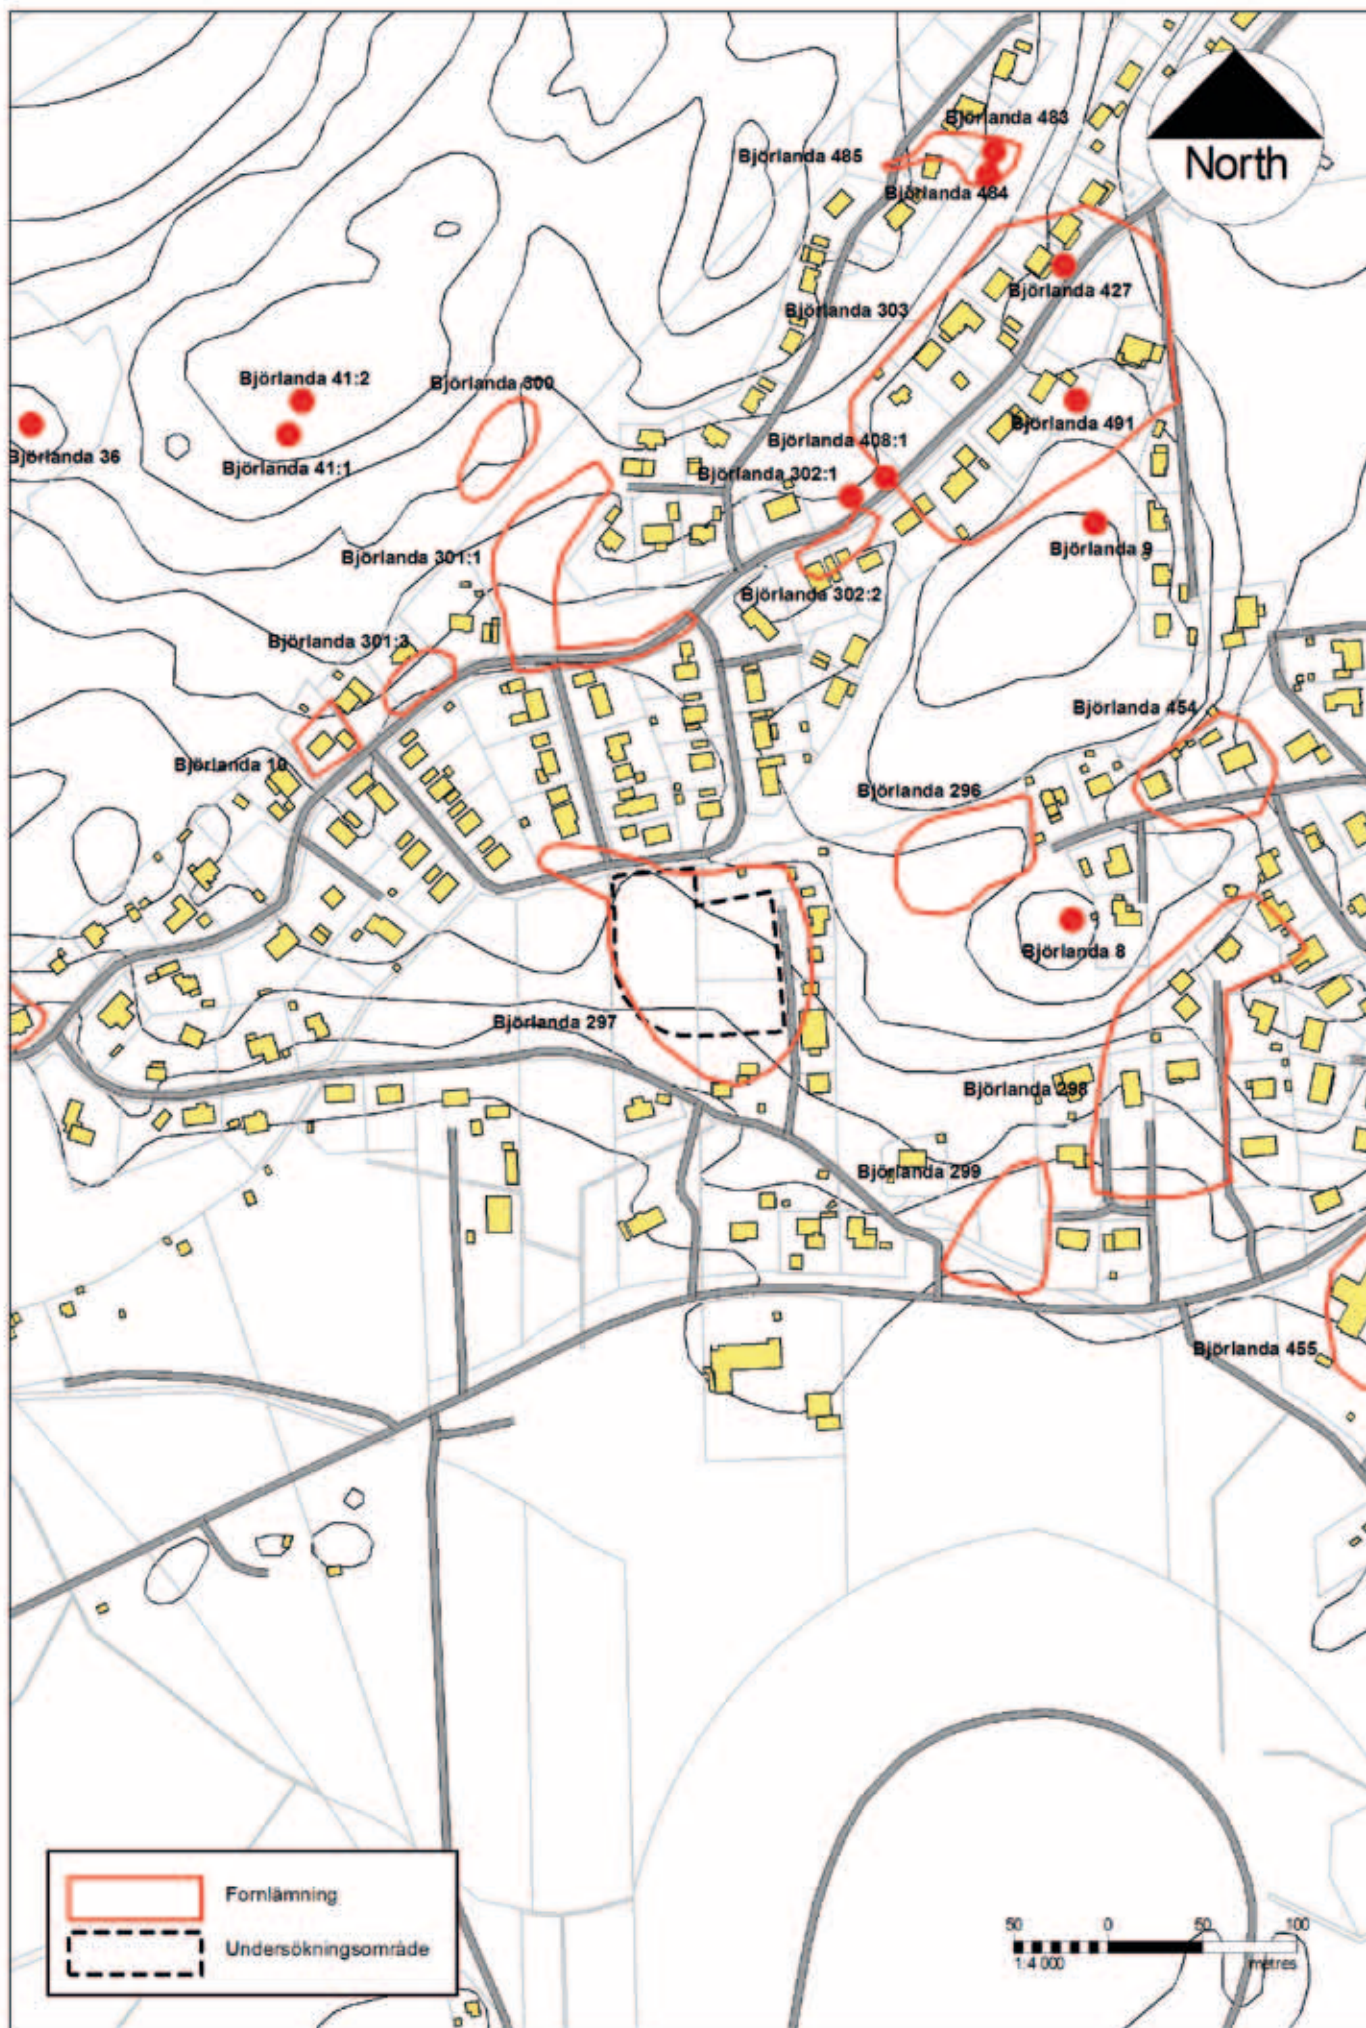 Björlanda 483
Björlanda 485
North
Björlanda 484
Björlanda 427
Björlanda 303
Björlanda 41:2
Björlanda 300
Björlanda 491
Björlanda 408:1
Björlanda 36
Björlanda 41:1
Björlanda 302:1
Björlanda 9
Björlanda 301:1
Björlanda 302:2
Björlanda 301:3
Björlanda 454
Björlanda 10
Björlanda 296
Björlanda 8
Björlanda 297
Björlanda 298
Björlanda 299
Björlanda 455
Fornlämning
Undersökningsområde
50 0 50 100
1:4 000 metres